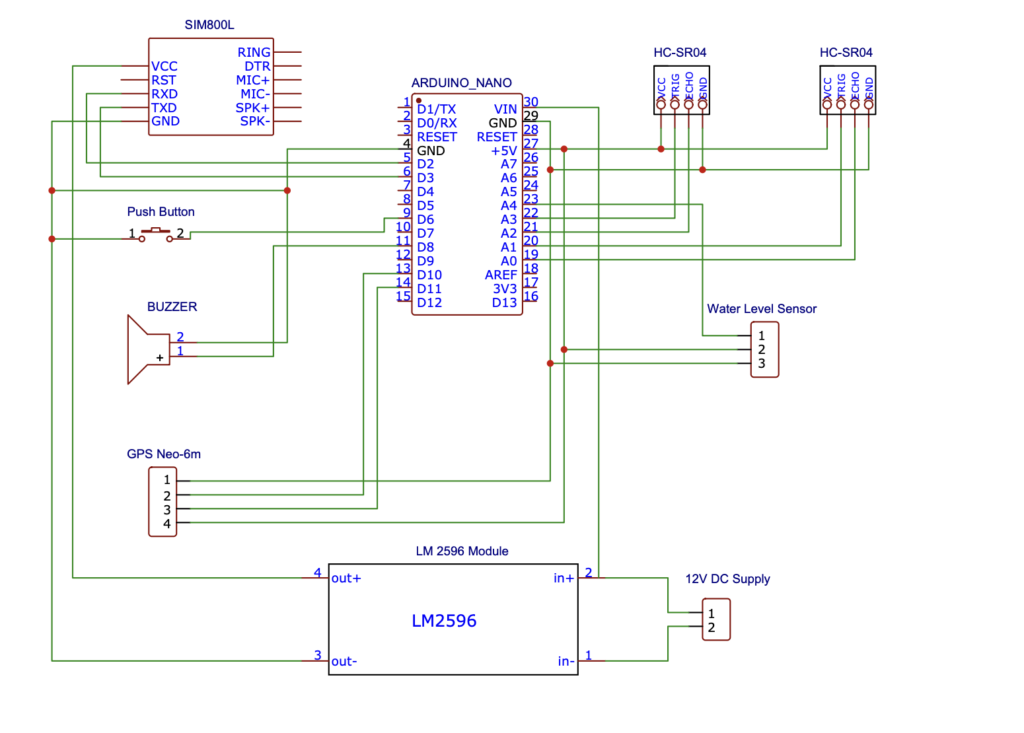 SIM800L
VCC
RST
RXD
TXD
GND
RING
DTR
MIC+
MIC-
SPK+
SPK-
ARDUINO_NANO
1 D1/TX
2 D0/RX
3 RESET
4 GND
5 D2
6 D3
7 D4
8 D5
9 D6
10 D7
11 D8
12 D9
13 D10
14 D11
15 D12
VIN 30
GND 29
RESET 28
+5V 27
A7 26
A6 25
A5 24
A4 23
A3 22
A2 21
A1 20
A0 19
AREF 18
3V3 17
D13 16
HC-SR04
VCC
TRIG
ECHO
GND
HC-SR04
VCC
TRIG
ECHO
GND
Push Button
1 2
BUZZER
2
1
+
Water Level Sensor
1
2
3
GPS Neo-6m
1
2
3
4
LM 2596 Module
4 out+
in+ 2
LM2596
3 out-
in- 1
12V DC Supply
1
2